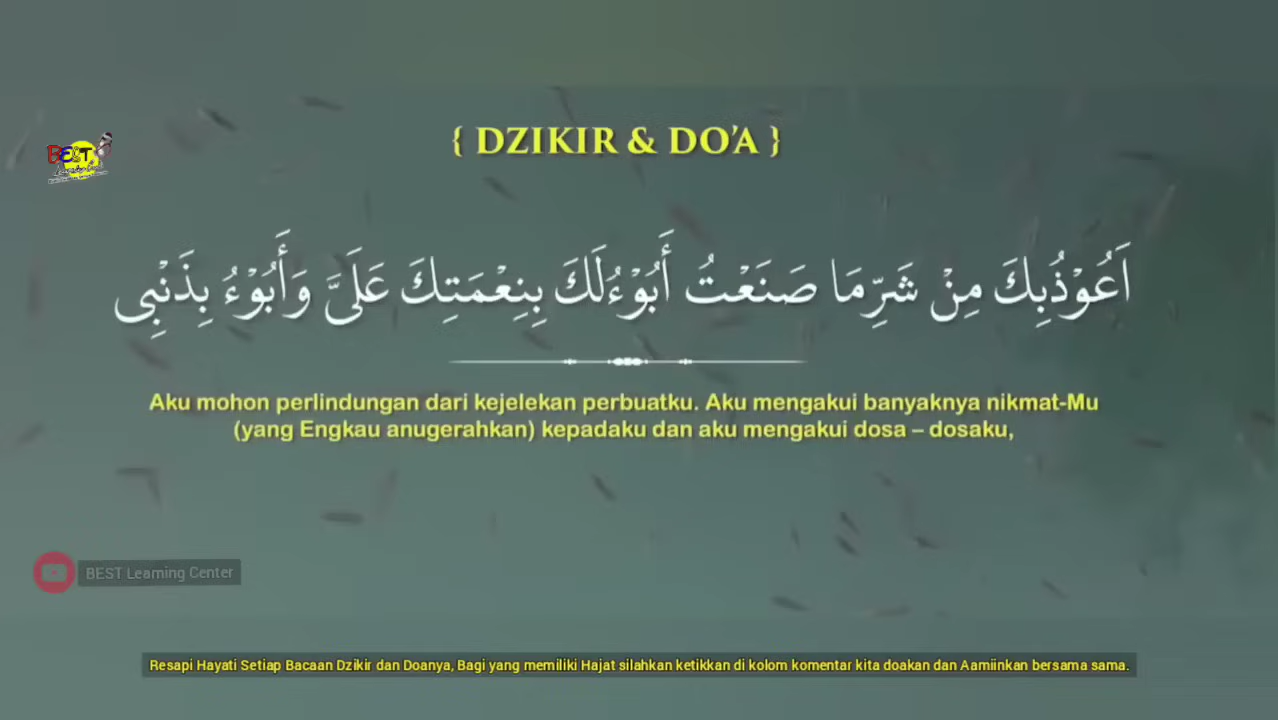 { DZIKIR & DO'A }
BEST
اَعُوْذُبِكَ مِنْ شَرِّمَا صَنَعْتُ أَبُوْءُلَكَ بِنِعْمَتِكَ عَلَىَّ وَأَبُوْءُ بِذَنْبِى
Aku mohon perlindungan dari kejelekan perbuatku. Aku mengakui banyaknya nikmat-Mu
(yang Engkau anugerahkan) kepadaku dan aku mengakui dosa – dosaku,
BEST Learning Center
Resapi Hayati Setiap Bacaan Dzikir dan Doanya, Bagi yang memiliki Hajat silahkan ketikkan di kolom komentar kita doakan dan Aamiinkan bersama sama.